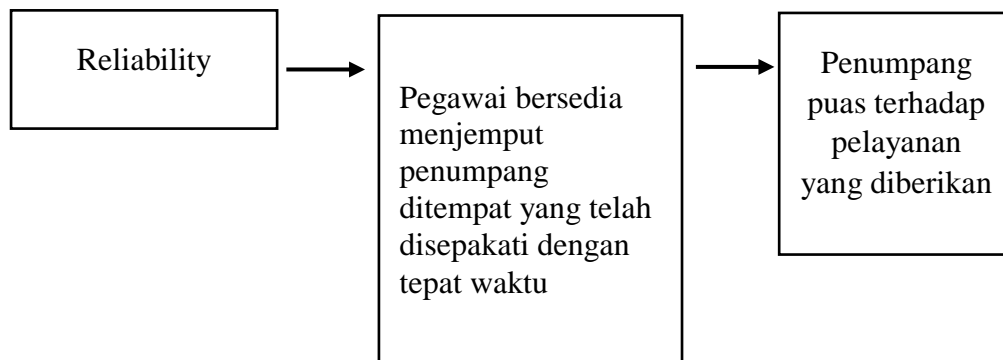 Reliability
Pegawai bersedia
menjemput
penumpang
ditempat yang telah
disepakati dengan
tepat waktu
Penumpang
puas terhadap
pelayanan
yang diberikan